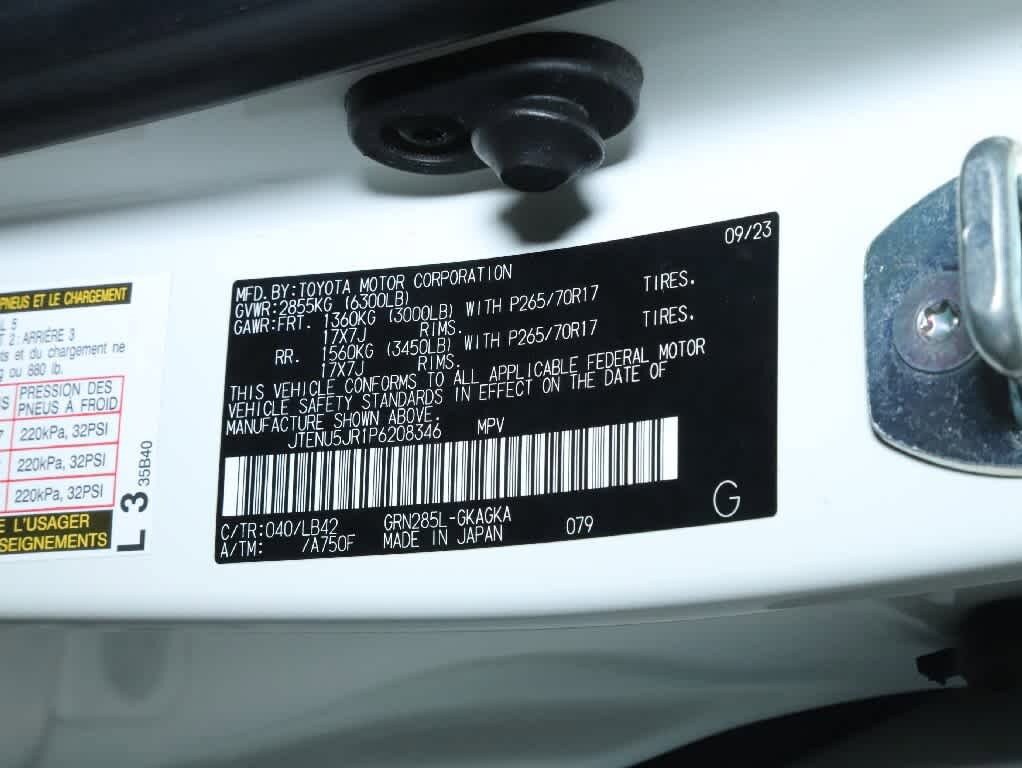 PNEUS ET LE CHARGEMENT
L 5
T 2 : ARRIÈRE 3
ts et du chargement ne
g ou 880 lb.
PRESSION DES
PNEUS À FROID
220kPa, 32PSI
220kPa, 32PSI
220kPa, 32PSI
L'USAGER
SEIGNEMENTS
L 3 35B40
09/23
MFD.BY:TOYOTA MOTOR CORPORATION
GVWR:2855KG (6300LB)
GAWR:FRT. 1360KG (3000LB) WITH P265/70R17 TIRES.
17X7J RIMS.
RR. 1560KG (3450LB) WITH P265/70R17 TIRES.
17X7J RIMS.
THIS VEHICLE CONFORMS TO ALL APPLICABLE FEDERAL MOTOR
VEHICLE SAFETY STANDARDS IN EFFECT ON THE DATE OF
MANUFACTURE SHOWN ABOVE.
JTENU5JR1P6208346 MPV
C/TR:040/LB42 GRN285L-GKAGKA 079 G
A/TM: /A750F MADE IN JAPAN